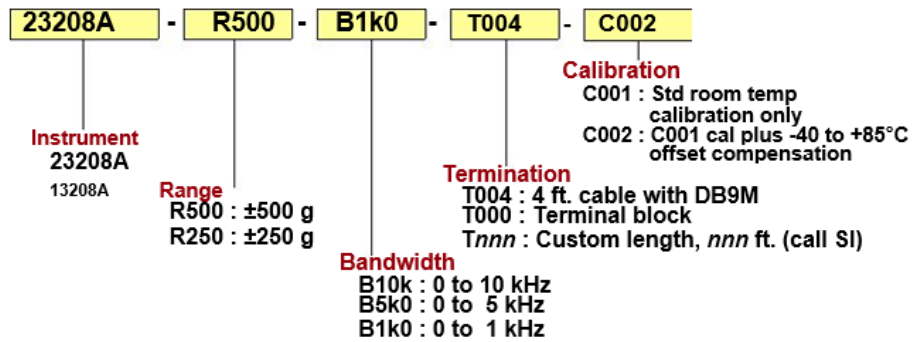 23208A - R500 - B1k0 - T004 - C002
Calibration
C001 : Std room temp
calibration only
C002 : C001 cal plus -40 to +85°C
offset compensation
Instrument
23208A
13208A
Termination
T004 : 4 ft. cable with DB9M
T000 : Terminal block
Tnnn : Custom length, nnn ft. (call SI)
Range
R500 : ±500 g
R250 : ±250 g
Bandwidth
B10k : 0 to 10 kHz
B5k0 : 0 to 5 kHz
B1k0 : 0 to 1 kHz